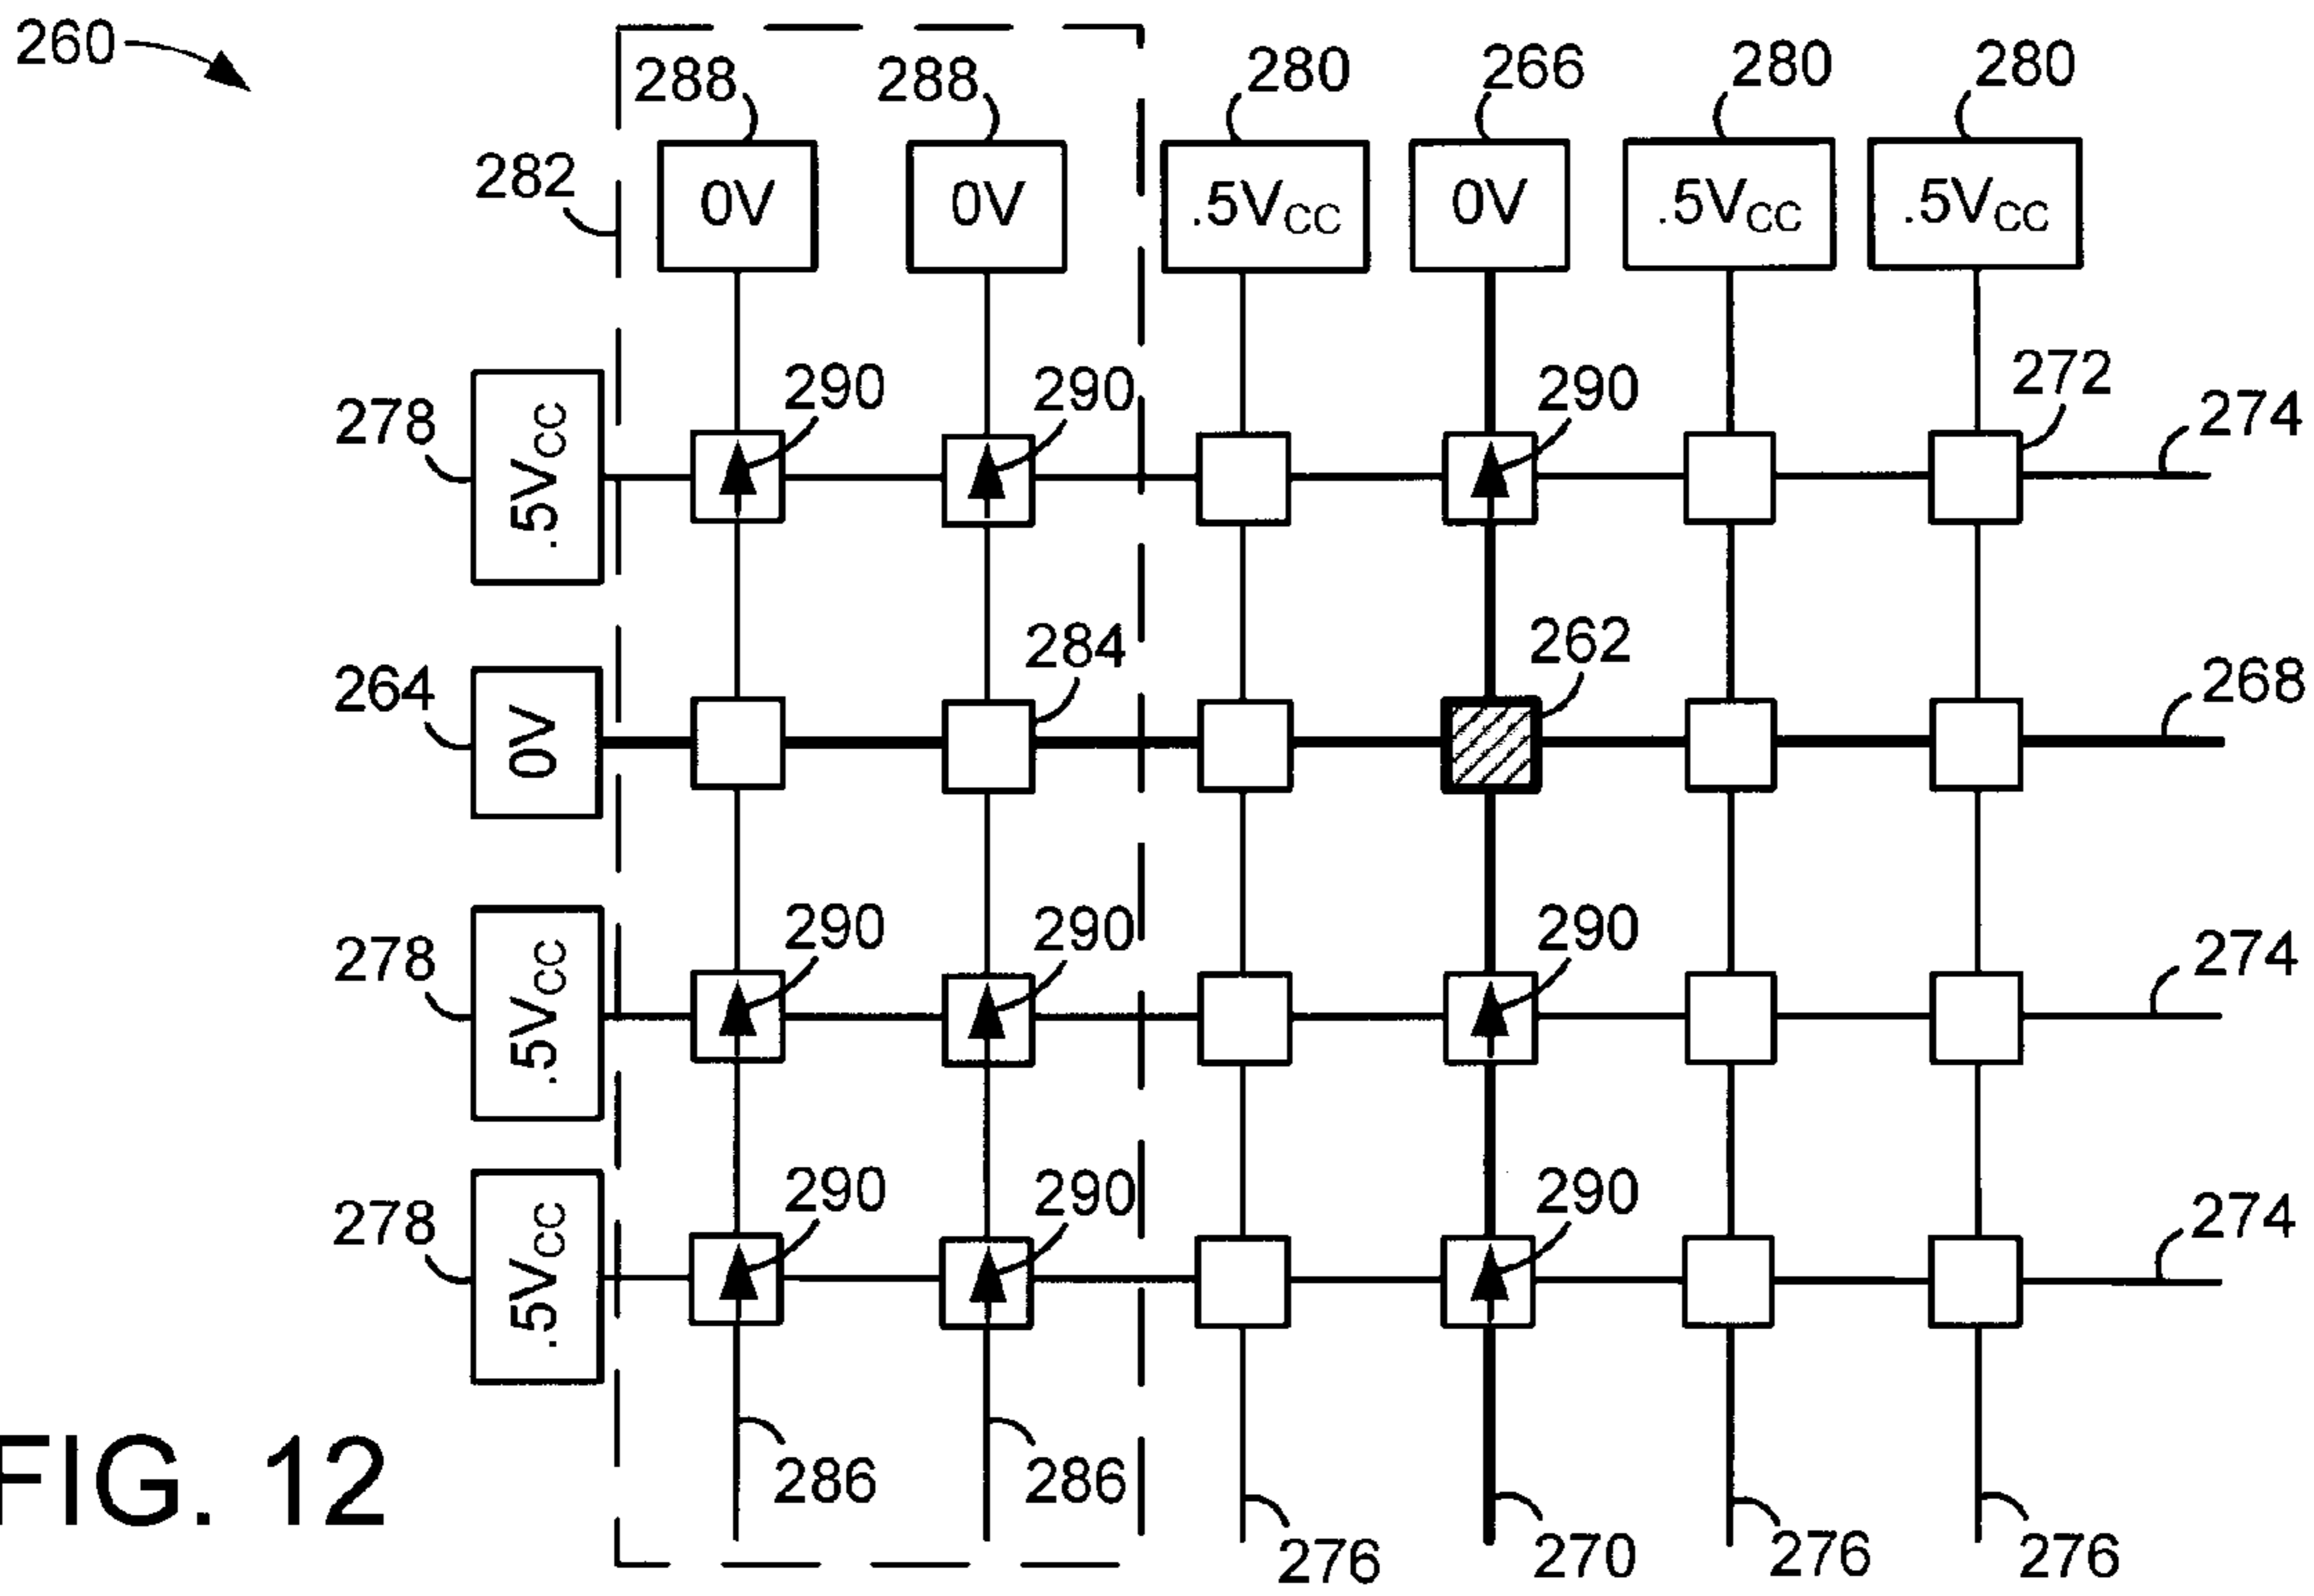 260
288 288 280 266 280 280
282
0V 0V .5VCC 0V .5VCC .5VCC
278 .5VCC 290 290 290 272 274
264 0V 284 262 268
278 .5VCC 290 290 290 274
278 .5VCC 290 290 290 274
286 286 276 270 276 276
FIG. 12